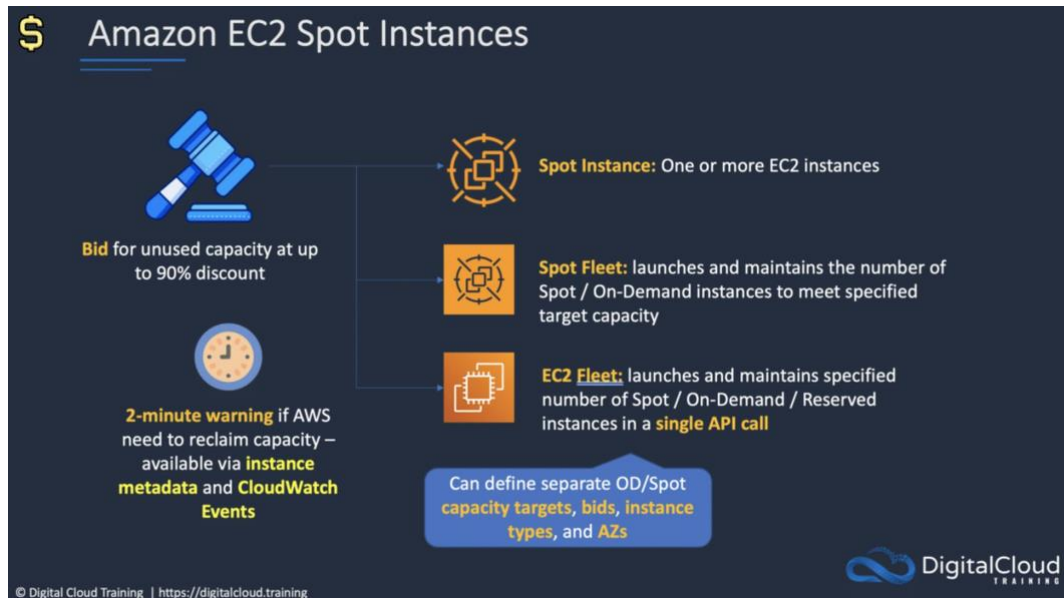 $ Amazon EC2 Spot Instances
Bid for unused capacity at up
to 90% discount
2-minute warning if AWS
need to reclaim capacity –
available via instance
metadata and CloudWatch
Events
Spot Instance: One or more EC2 instances
Spot Fleet: launches and maintains the number of
Spot / On-Demand instances to meet specified
target capacity
EC2 Fleet: launches and maintains specified
number of Spot / On-Demand / Reserved
instances in a single API call
Can define separate OD/Spot
capacity targets, bids, instance
types, and AZs
DigitalCloud
TRAINING
© Digital Cloud Training | https://digitalcloud.training